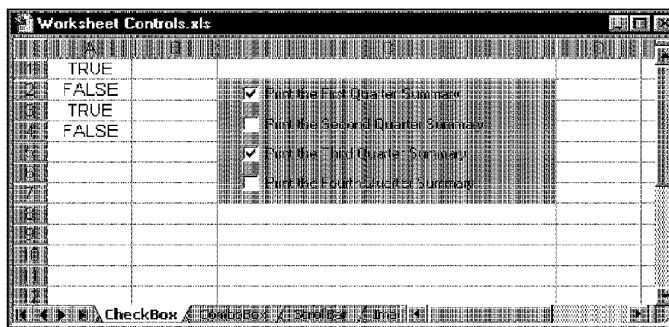 Worksheet Controls.xls
A B C D
1 TRUE
2 FALSE
3 TRUE
4 FALSE
Print the First Quarter Summary
Print the Second Quarter Summary
Print the Third Quarter Summary
Print the Fourth Quarter Summary
7
8
9
10
11
12
CheckBox ComboBox ScrollBar